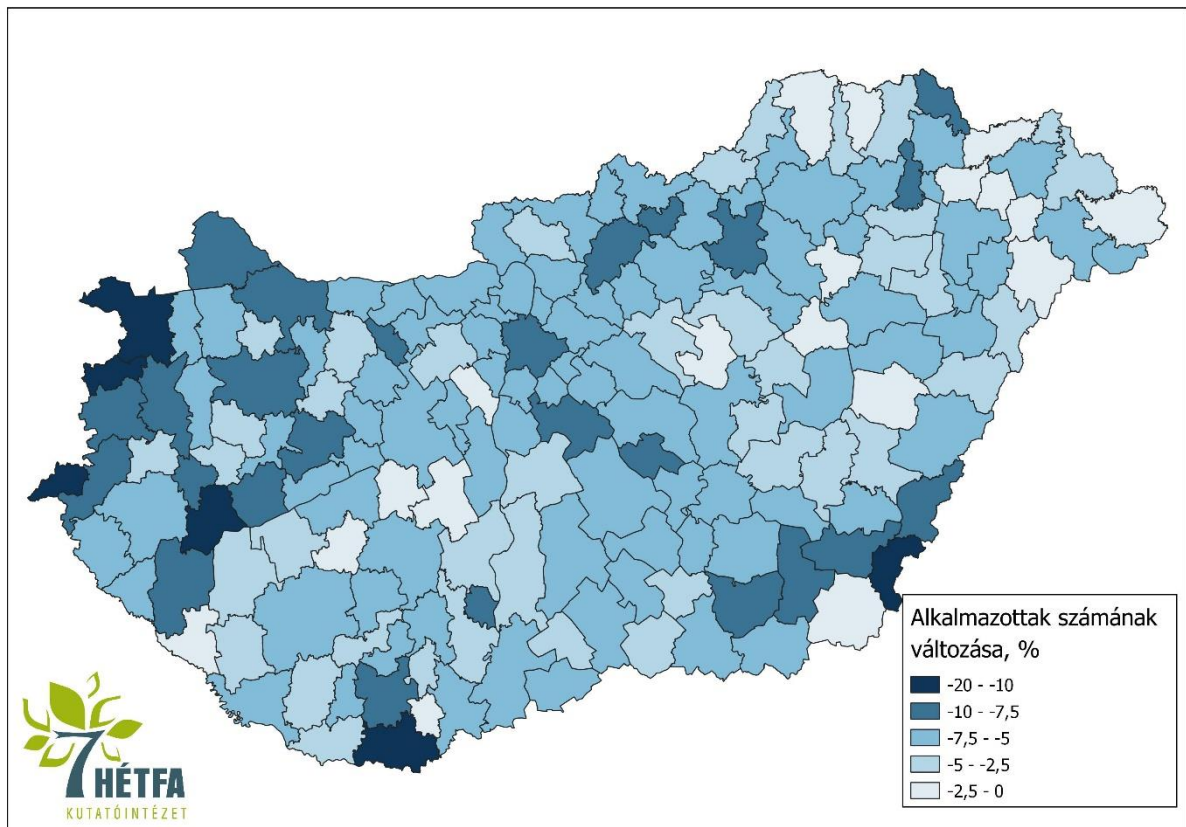 Alkalmazottak számának
változása, %
-20 - -10
-10 - -7,5
-7,5 - -5
-5 - -2,5
-2,5 - 0
7 HÉTFA
KUTATÓINTÉZET